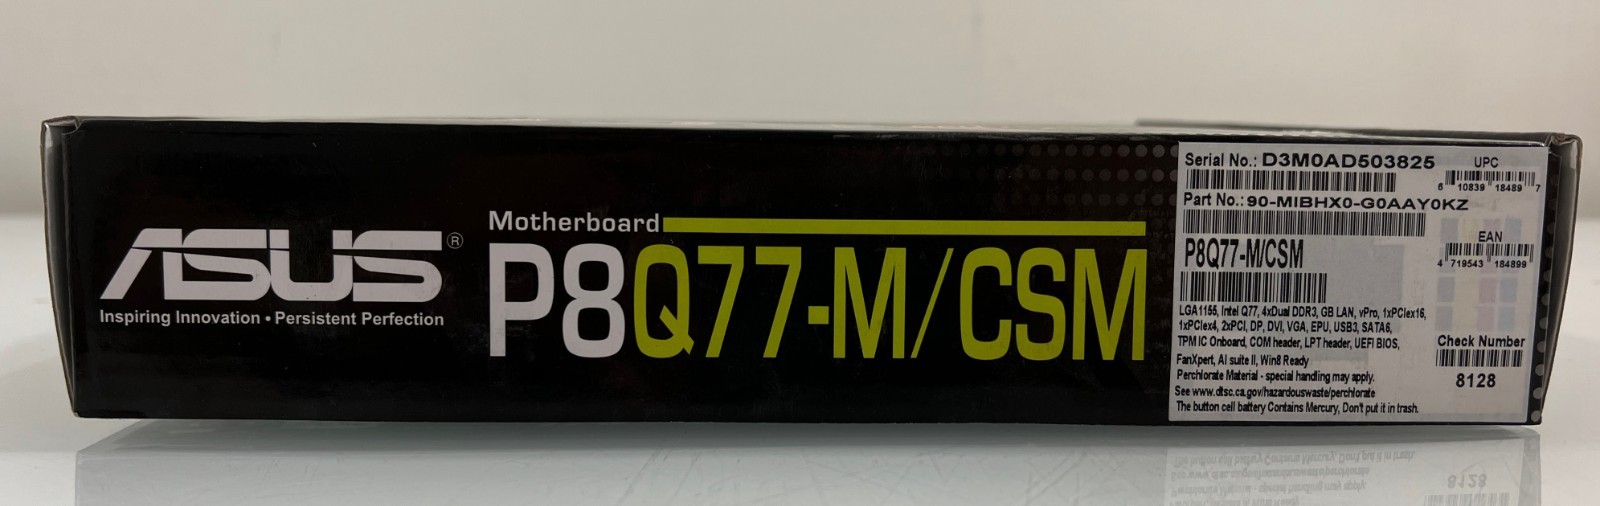 ASUS®
Inspiring Innovation • Persistent Perfection
Motherboard
P8Q77-M/CSM
Serial No.: D3M0AD503825
UPC
6 10839 18489 7
Part No.: 90-MIBHX0-G0AAY0KZ
EAN
4 719543 184899
P8Q77-M/CSM
LGA1155, Intel Q77, 4xDual DDR3, GB LAN, vPro, 1xPCIex16,
1xPCIex4, 2xPCI, DP, DVI, VGA, EPU, USB3, SATA6,
TPM IC Onboard, COM header, LPT header, UEFI BIOS,
FanXpert, AI suite II, Win8 Ready
Perchlorate Material - special handling may apply.
See www.dtsc.ca.gov/hazardouswaste/perchlorate
The button cell battery Contains Mercury, Don't put it in trash.
Check Number
8128